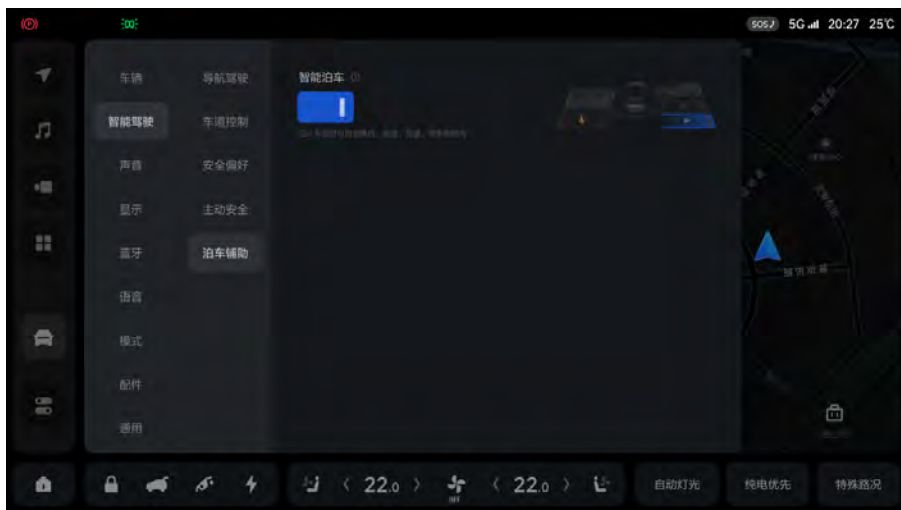 SOS 5G 20:27 25℃
车辆
导航驾驶
智能泊车
智能驾驶
车道控制
声音
安全偏好
显示
主动安全
蓝牙
泊车辅助
语言
模式
配件
通用
22.0
OFF
22.0
自动灯光
纯电优先
特殊路况